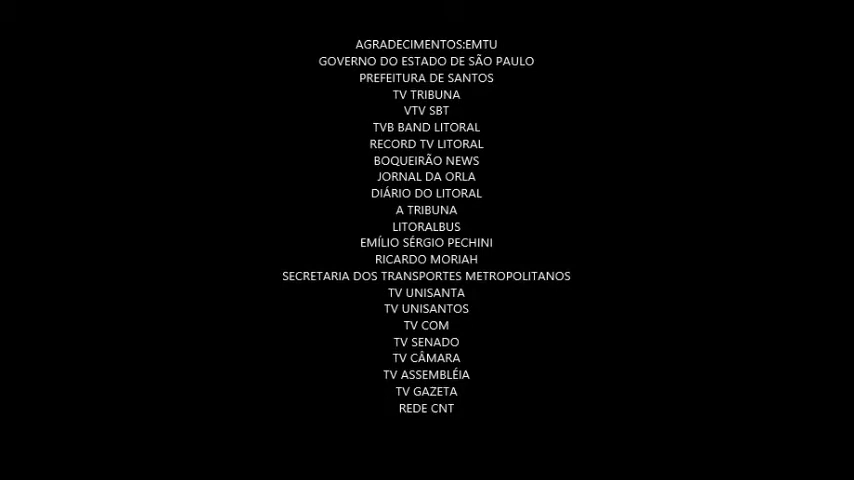 AGRADECIMENTOS:EMTU
GOVERNO DO ESTADO DE SÃO PAULO
PREFEITURA DE SANTOS
TV TRIBUNA
VTV SBT
TVB BAND LITORAL
RECORD TV LITORAL
BOQUEIRÃO NEWS
JORNAL DA ORLA
DIÁRIO DO LITORAL
A TRIBUNA
LITORALBUS
EMÍLIO SÉRGIO PECHINI
RICARDO MORIAH
SECRETARIA DOS TRANSPORTES METROPOLITANOS
TV UNISANTA
TV UNISANTOS
TV COM
TV SENADO
TV CÂMARA
TV ASSEMBLÉIA
TV GAZETA
REDE CNT